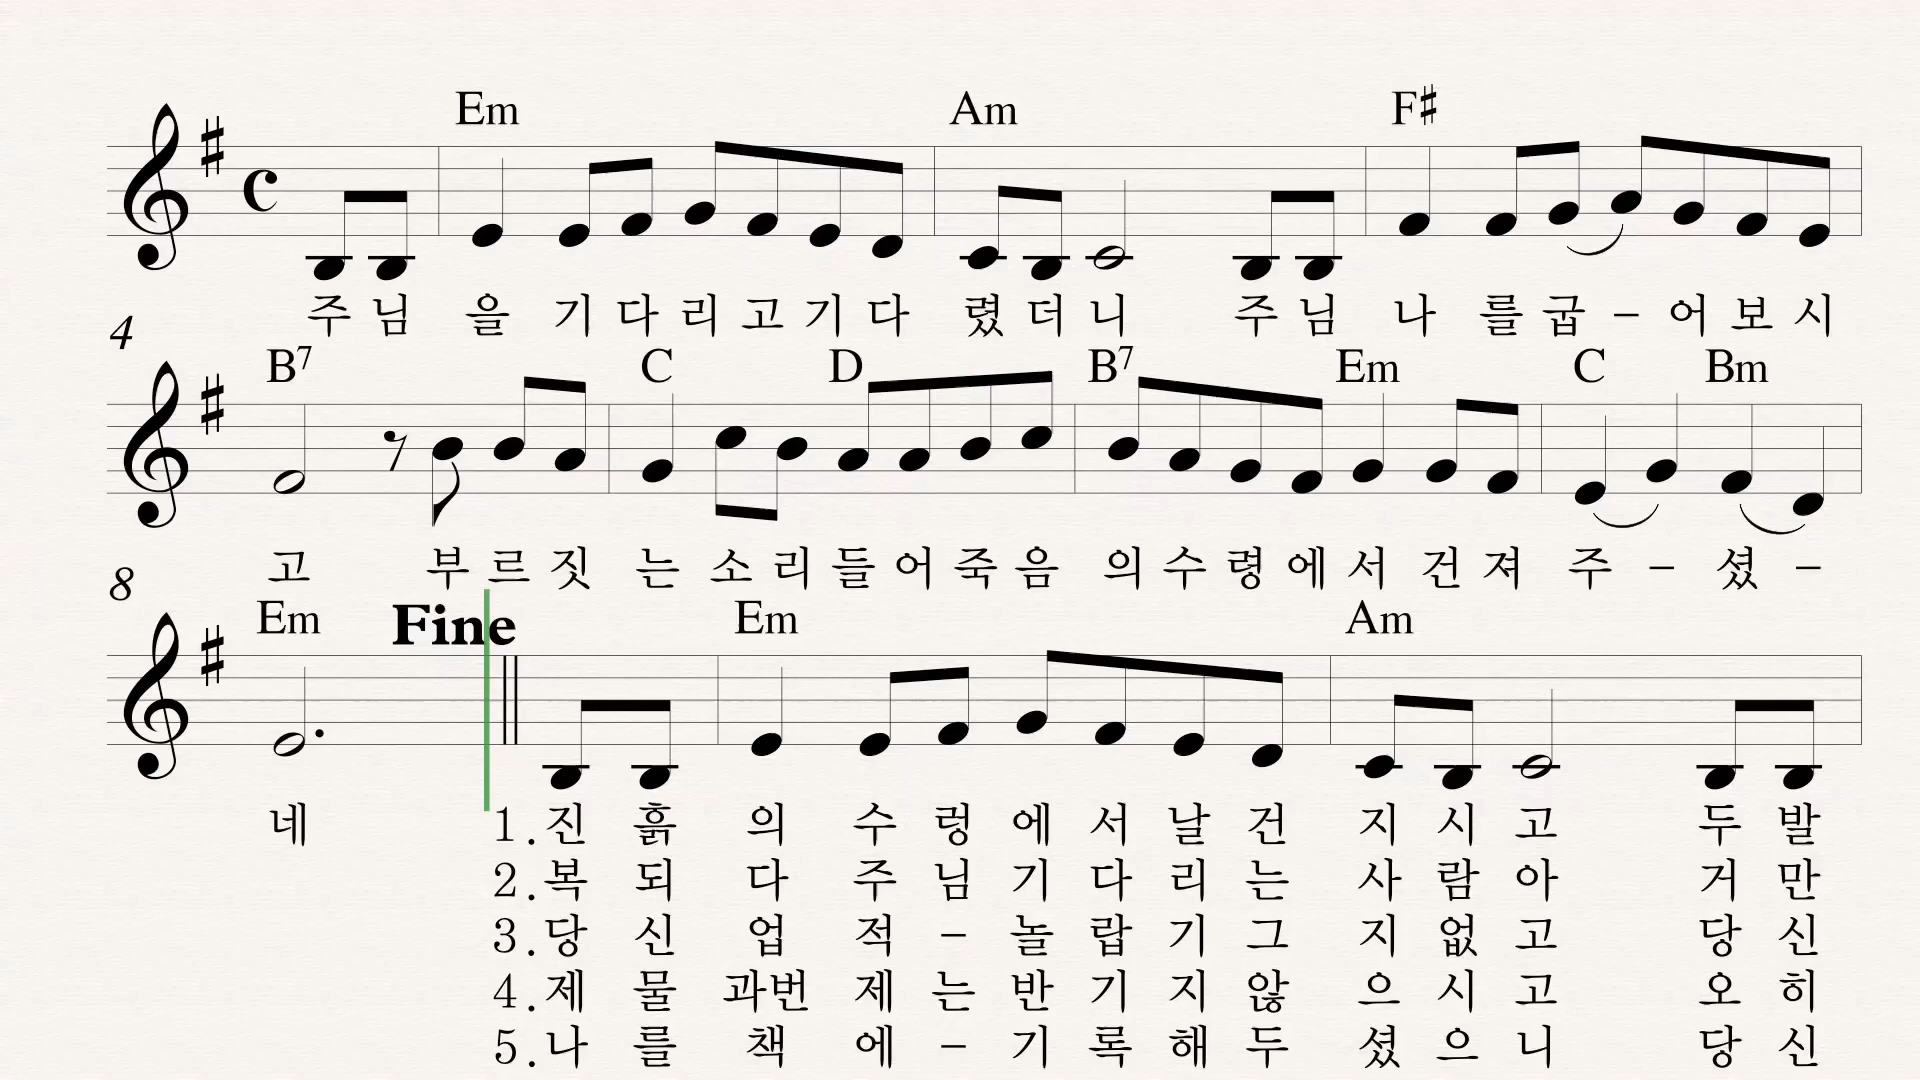 Em Am F♯
주님을 기다리고기다렸더니 주님나를굽-어보시
4
B7 C D B7 Em C Bm
고 부르짓는소리들어죽음의수령에서건져주-셨-
8
Em Fine Em Am
네 1.진흙의수렁에서날건지시고 두발
2.복되다주님기다리는사람아 거만
3.당신업적-놀랍기그지없고 당신
4.제물과번제는반기지않으시고 오히
5.나를책에-기록해두셨으니 당신